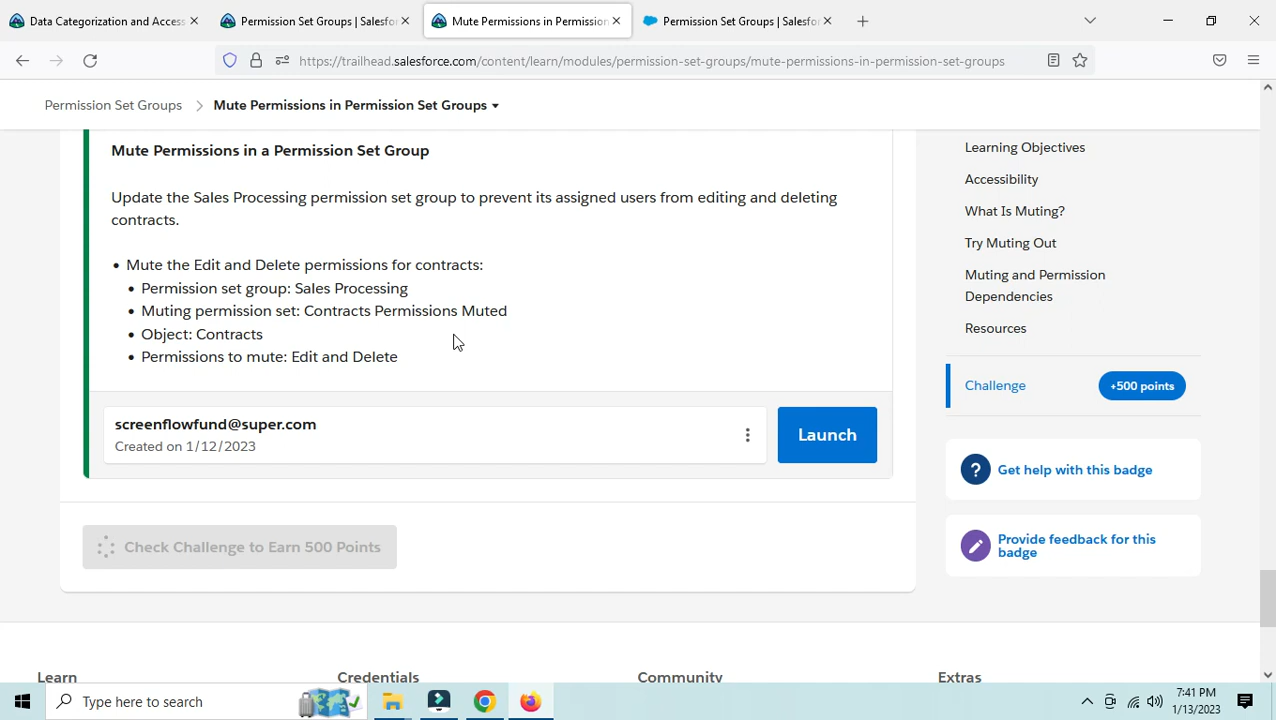 Data Categorization and Access
Permission Set Groups | Salesfor
Mute Permissions in Permission
Permission Set Groups | Salesfor
https://trailhead.salesforce.com/content/learn/modules/permission-set-groups/mute-permissions-in-permission-set-groups
Permission Set Groups
Mute Permissions in Permission Set Groups
Mute Permissions in a Permission Set Group
Update the Sales Processing permission set group to prevent its assigned users from editing and deleting
contracts.
Mute the Edit and Delete permissions for contracts:
Permission set group: Sales Processing
Muting permission set: Contracts Permissions Muted
Object: Contracts
Permissions to mute: Edit and Delete
screenflowfund@super.com
Created on 1/12/2023
Launch
Check Challenge to Earn 500 Points
Learning Objectives
Accessibility
What Is Muting?
Try Muting Out
Muting and Permission
Dependencies
Resources
Challenge
+500 points
Get help with this badge
Provide feedback for this
badge
Learn
Credentials
Community
Extras
Type here to search
7:41 PM
1/13/2023